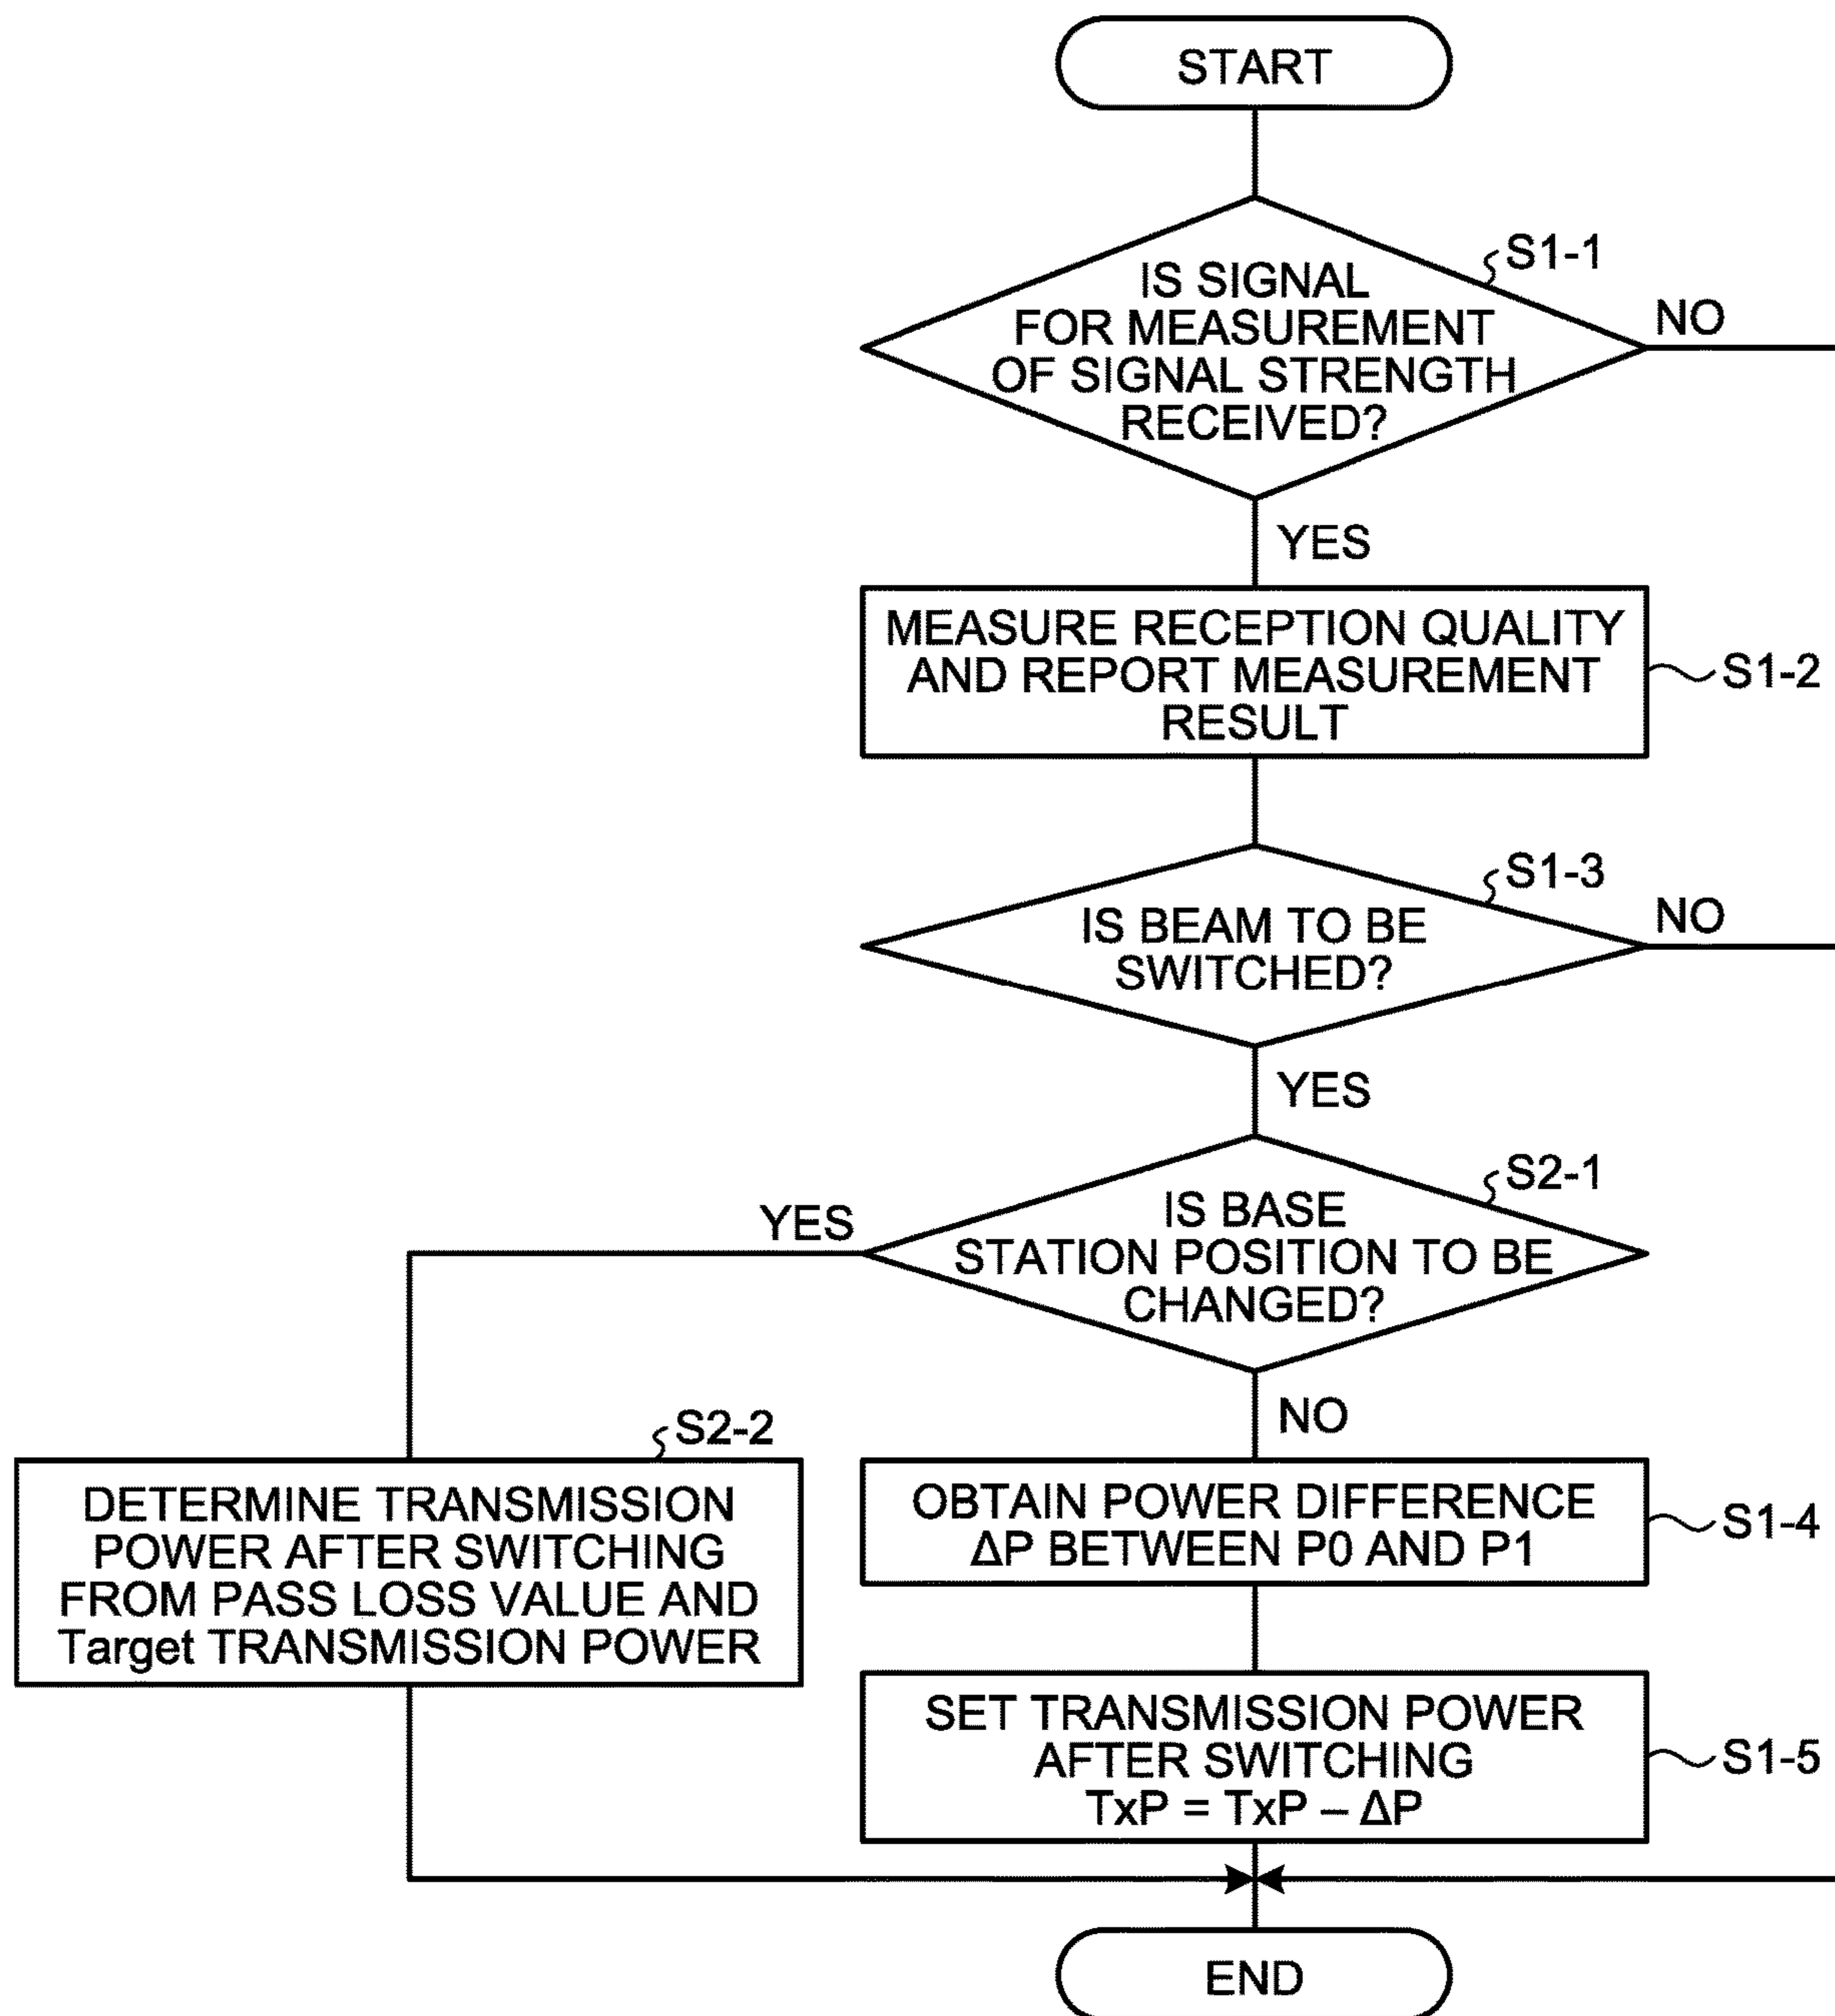 START
S1-1
IS SIGNAL
FOR MEASUREMENT
OF SIGNAL STRENGTH
RECEIVED?
NO
YES
MEASURE RECEPTION QUALITY
AND REPORT MEASUREMENT
RESULT
S1-2
S1-3
IS BEAM TO BE
SWITCHED?
NO
YES
S2-1
IS BASE
STATION POSITION TO BE
CHANGED?
YES
NO
S2-2
DETERMINE TRANSMISSION
POWER AFTER SWITCHING
FROM PASS LOSS VALUE AND
Target TRANSMISSION POWER
OBTAIN POWER DIFFERENCE
ΔP BETWEEN P0 AND P1
S1-4
SET TRANSMISSION POWER
AFTER SWITCHING
TxP = TxP – ΔP
S1-5
END